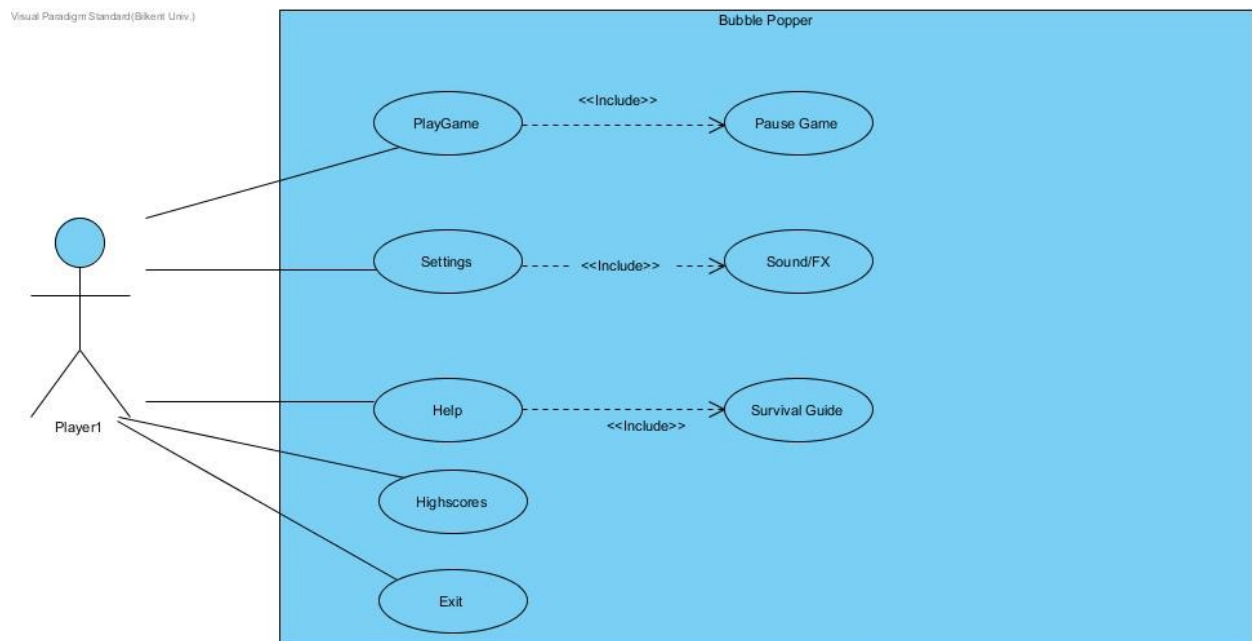 Visual Paradigm Standard(Bilkent Univ.)
Bubble Popper
<<Include>>
PlayGame
Pause Game
Settings
<<Include>>
Sound/FX
Help
Survival Guide
<<Include>>
Player1
Highscores
Exit